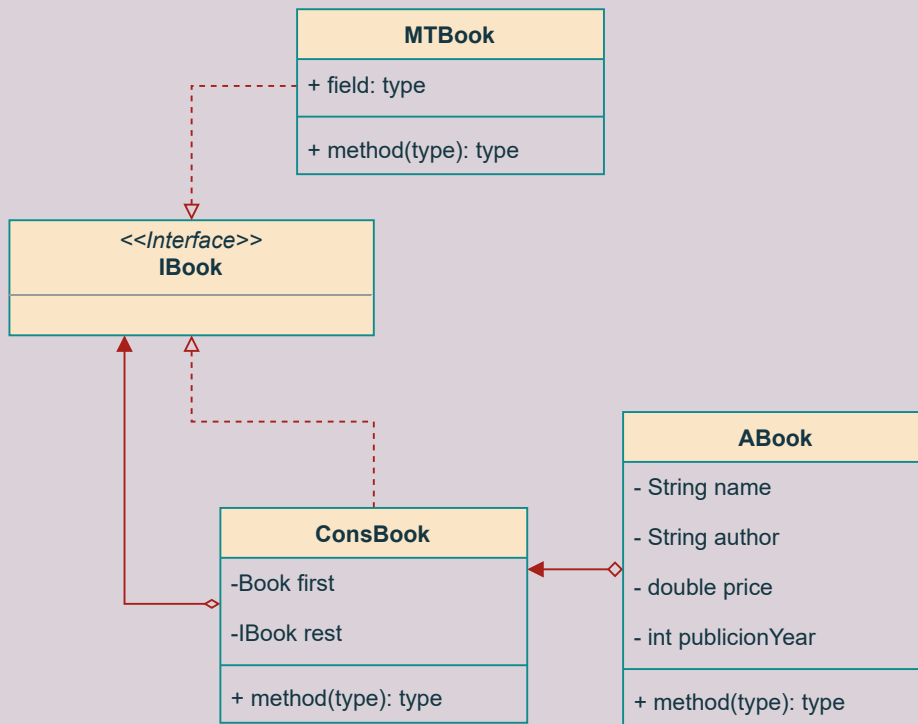 MTBook
+ field: type
+ method(type): type
<<Interface>>
IBook
ConsBook
-Book first
-IBook rest
+ method(type): type
ABook
- String name
- String author
- double price
- int publicionYear
+ method(type): type